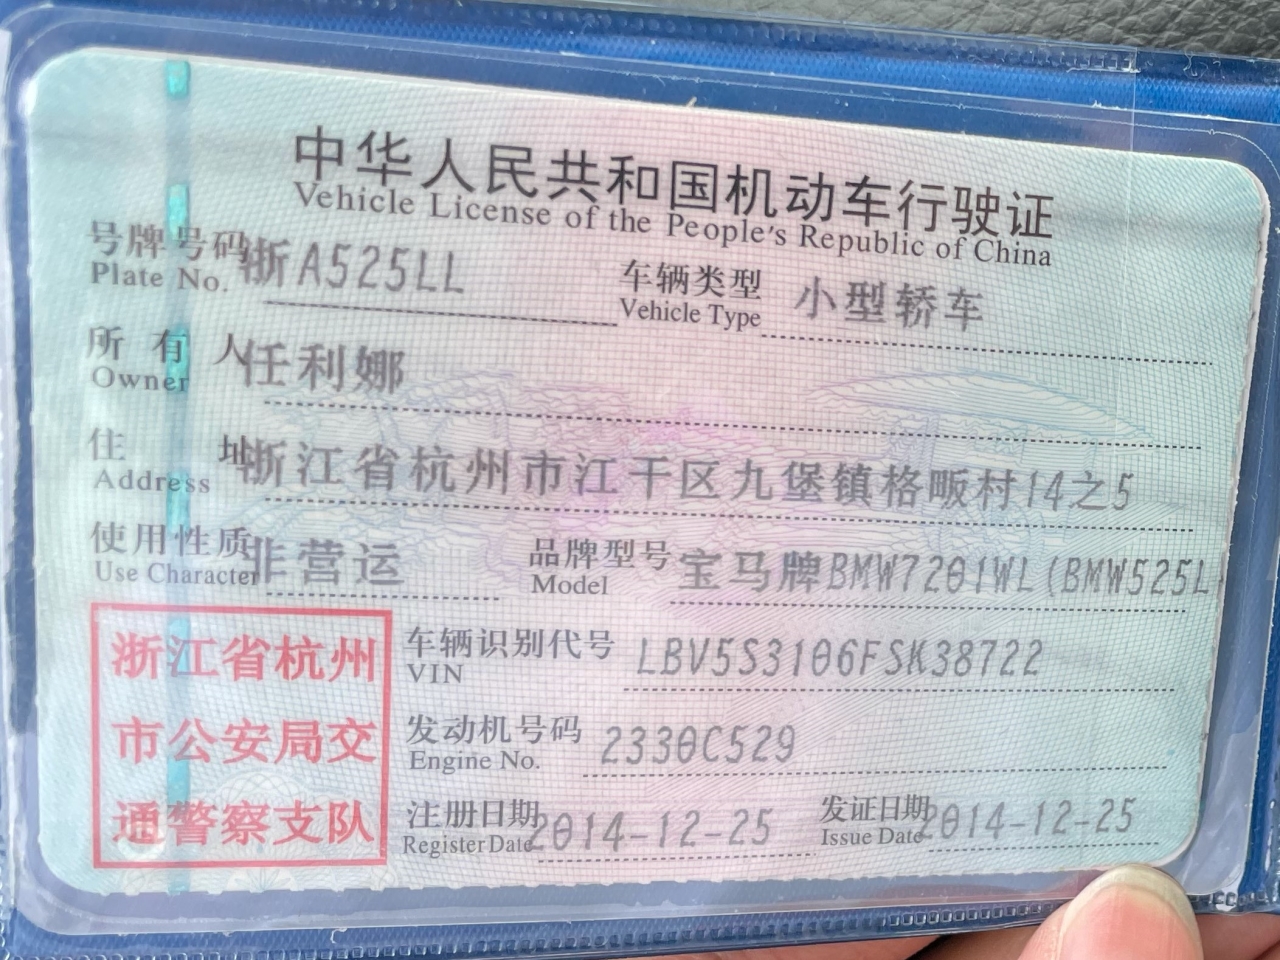 中华人民共和国机动车行驶证
Vehicle License of the People's Republic of China
号牌号码 浙A525LL 车辆类型 小型轿车
Plate No. Vehicle Type
所有人 任利娜
Owner
住址 浙江省杭州市江干区九堡镇格畈村14之5
Address
使用性质 非营运 品牌型号 宝马牌BMW7201WL(BMW525L
Use Character Model
浙江省杭州
市公安局交
通警察支队
车辆识别代号 LBV5S3106FSK38722
VIN
发动机号码 2330C529
Engine No.
注册日期 2014-12-25 发证日期 2014-12-25
Register Date Issue Date